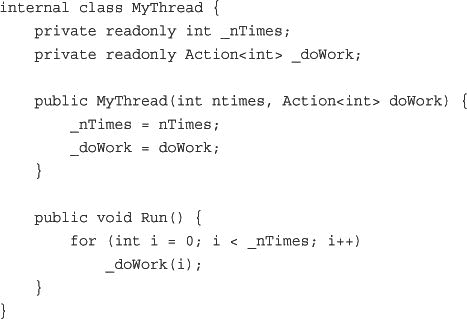 internal class MyThread {
    private readonly int _nTimes;
    private readonly Action<int> _doWork;

    public MyThread(int ntimes, Action<int> doWork) {
        _nTimes = nTimes;
        _doWork = doWork;
    }

    public void Run() {
        for (int i = 0; i < _nTimes; i++)
            _doWork(i);
    }
}